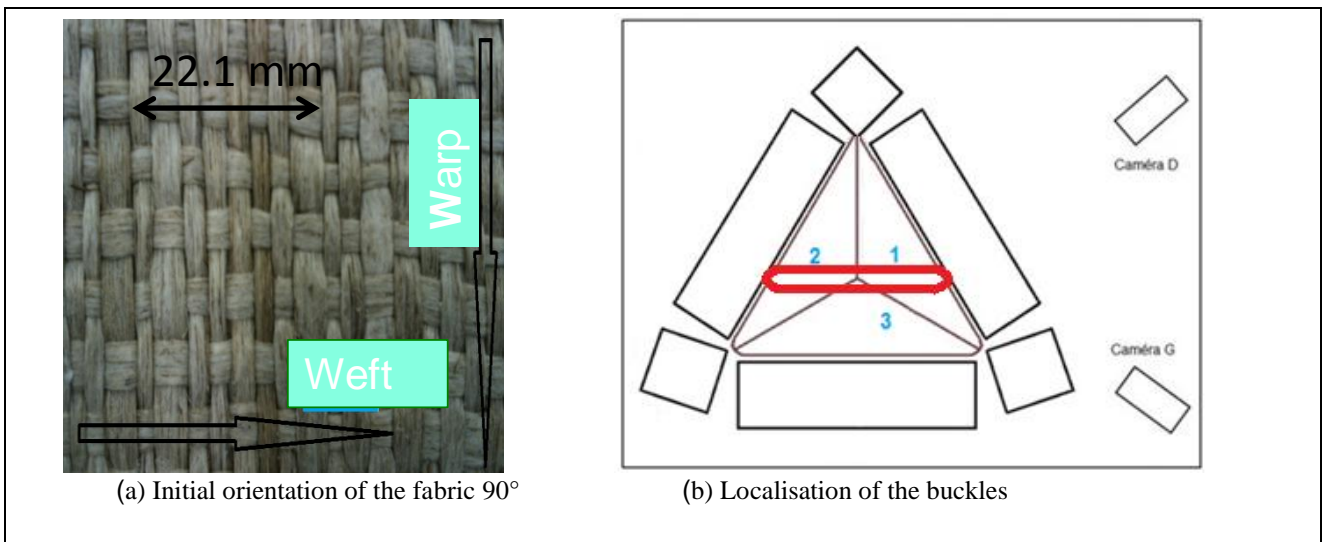 22.1 mm
Warp
Weft
(a) Initial orientation of the fabric 90°
2
1
3
Caméra D
Caméra G
(b) Localisation of the buckles